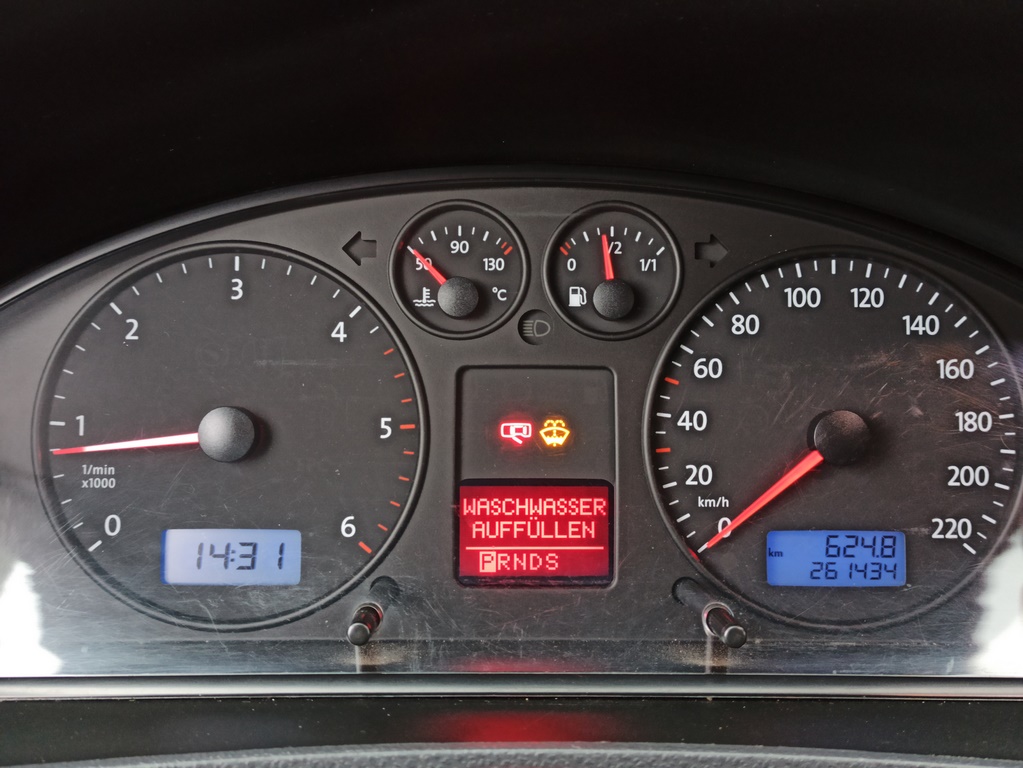 50 90 130
°C
0 1/2 1/1
0 1 2 3 4 5 6
1/min
x1000
14:31
WASCHWASSER
AUFFÜLLEN
PRNDS
0 20 40 60 80 100 120 140 160 180 200 220
km/h
km 624.8
261434